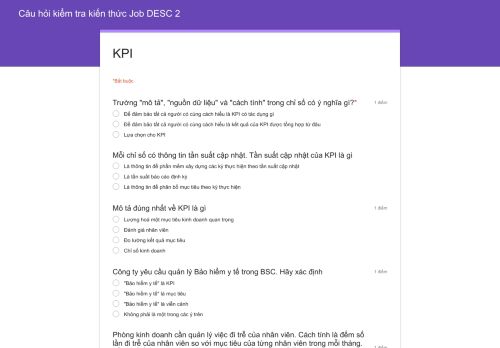 Câu hỏi kiểm tra kiến thức Job DESC 2
KPI
*Bắt buộc
Trường "mô tả", "nguồn dữ liệu" và "cách tính" trong chỉ số có ý nghĩa gì?*
1 điểm
Để đảm bảo tất cả người có cùng cách hiểu là KPI có tác dụng gì
Để đảm bảo tất cả người có cùng cách hiểu là kết quả của KPI được tổng hợp từ đâu
Lựa chọn cho KPI
Mỗi chỉ số có thông tin tần suất cập nhật. Tần suất cập nhật của KPI là gì
Là thông tin để phần mềm xây dựng các kỳ thực hiện theo tần suất cập nhật
Là tần suất báo cáo định kỳ
Là thông tin để phân bổ mục tiêu theo kỳ thực hiện
Mô tả đúng nhất về KPI là gì
1 điểm
Lượng hoá một mục tiêu kinh doanh quan trọng
Đánh giá nhân viên
Đo lường kết quả mục tiêu
Chỉ số kinh doanh
Công ty yêu cầu quản lý Bảo hiểm y tế trong BSC. Hãy xác định
1 điểm
"Bảo hiểm y tế" là KPI
"Bảo hiểm y tế" là mục tiêu
"Bảo hiểm y tế" là viễn cảnh
Không phải là một trong các ý trên
Phòng kinh doanh cần quản lý việc đi trễ của nhân viên. Cách tính là đếm số
lần đi trễ của nhân viên so với mục tiêu của từng nhân viên trong mỗi tháng.
1 điểm